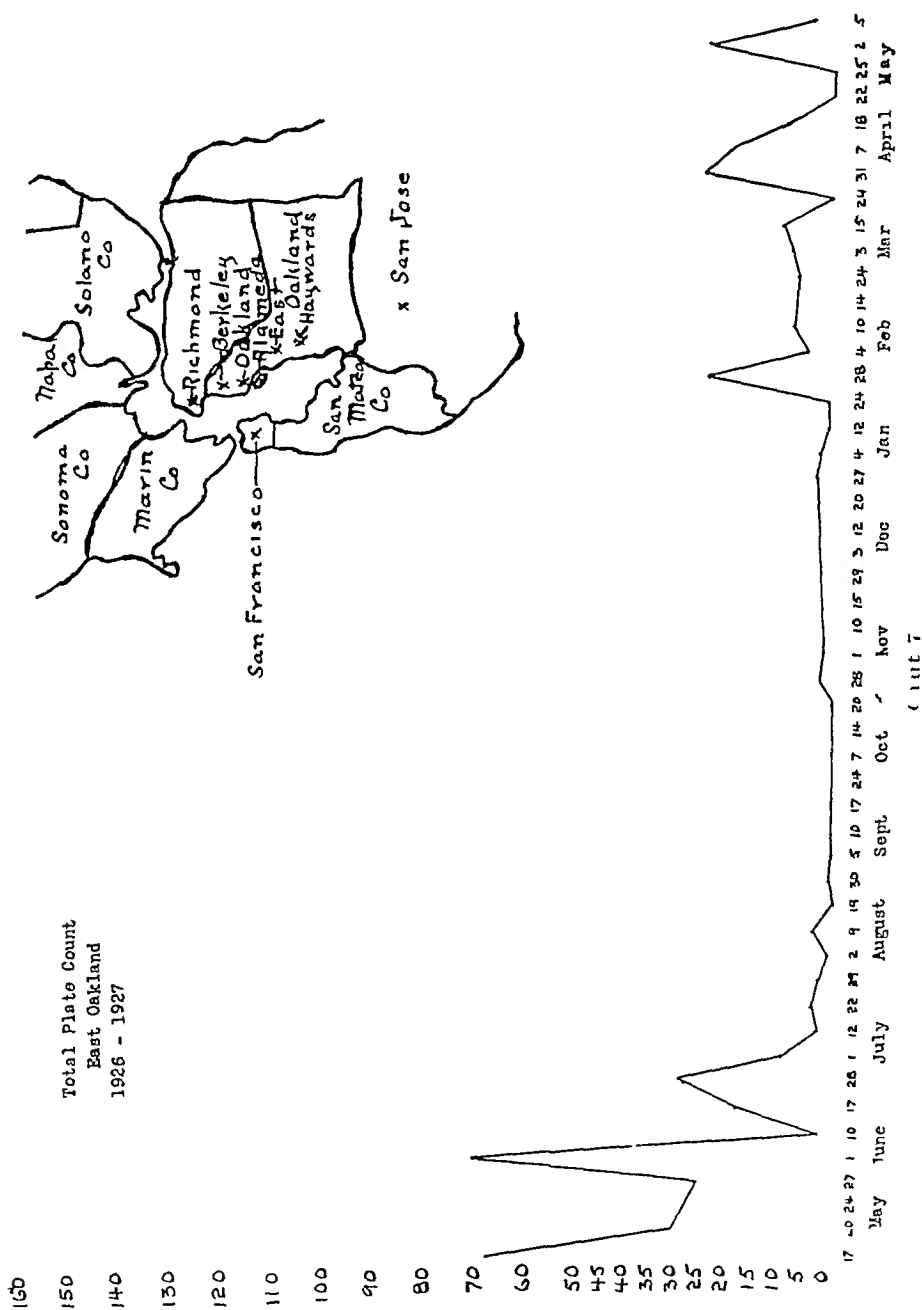 Total Plate Count
East Oakland
1926 - 1927
Sonoma
Co
Napa
Co
Solano
Co
Marin
Co
San Francisco
x
x Richmond
x Berkeley
x Oakland
Alameda
x East
Oakland
x Haywards
San
Mateo
Co
x San Jose
160
150
140
130
120
110
100
90
80
70
60
50
45
40
35
30
25
20
15
10
5
0
17 20 24 27 1 10 17 28 1 12 22 29 2 9 19 30 5 10 17 24 7 14 20 28 1 10 15 29 3 12 20 27 4 12 24 28 4 10 14 24 3 15 24 31 7 18 22 25 2 5
May June July August Sept Oct Nov Dec Jan Feb Mar April May